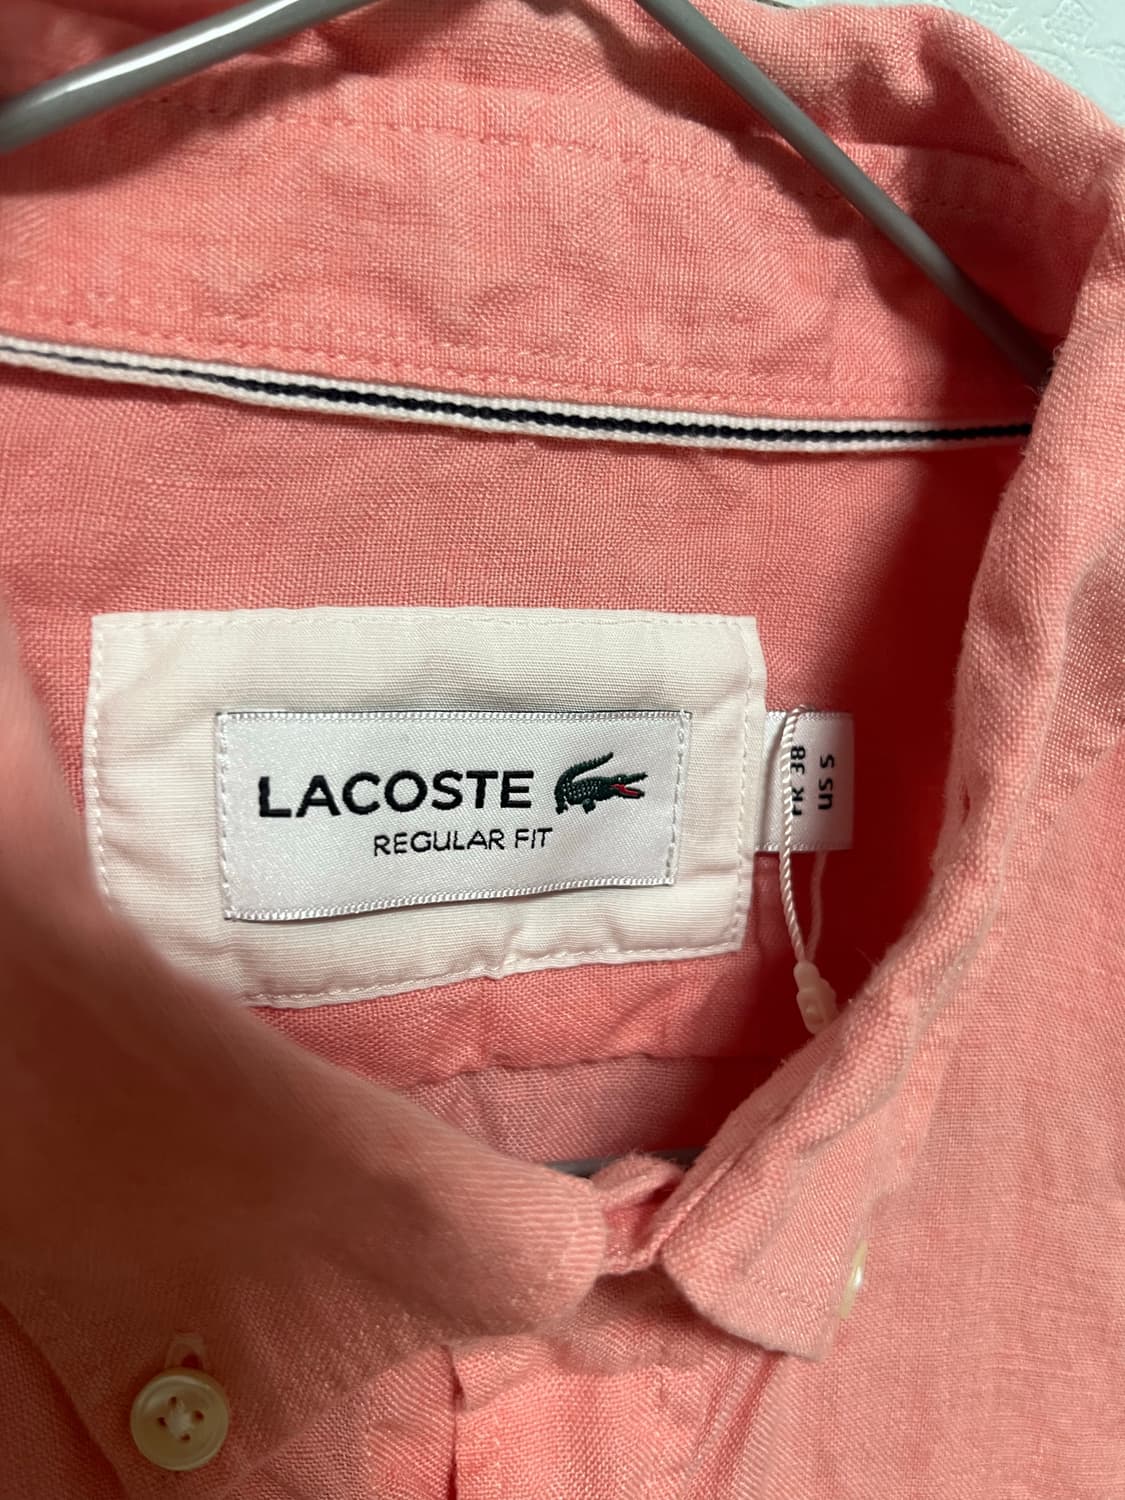 LACOSTE
REGULAR FIT
FR 38
US S